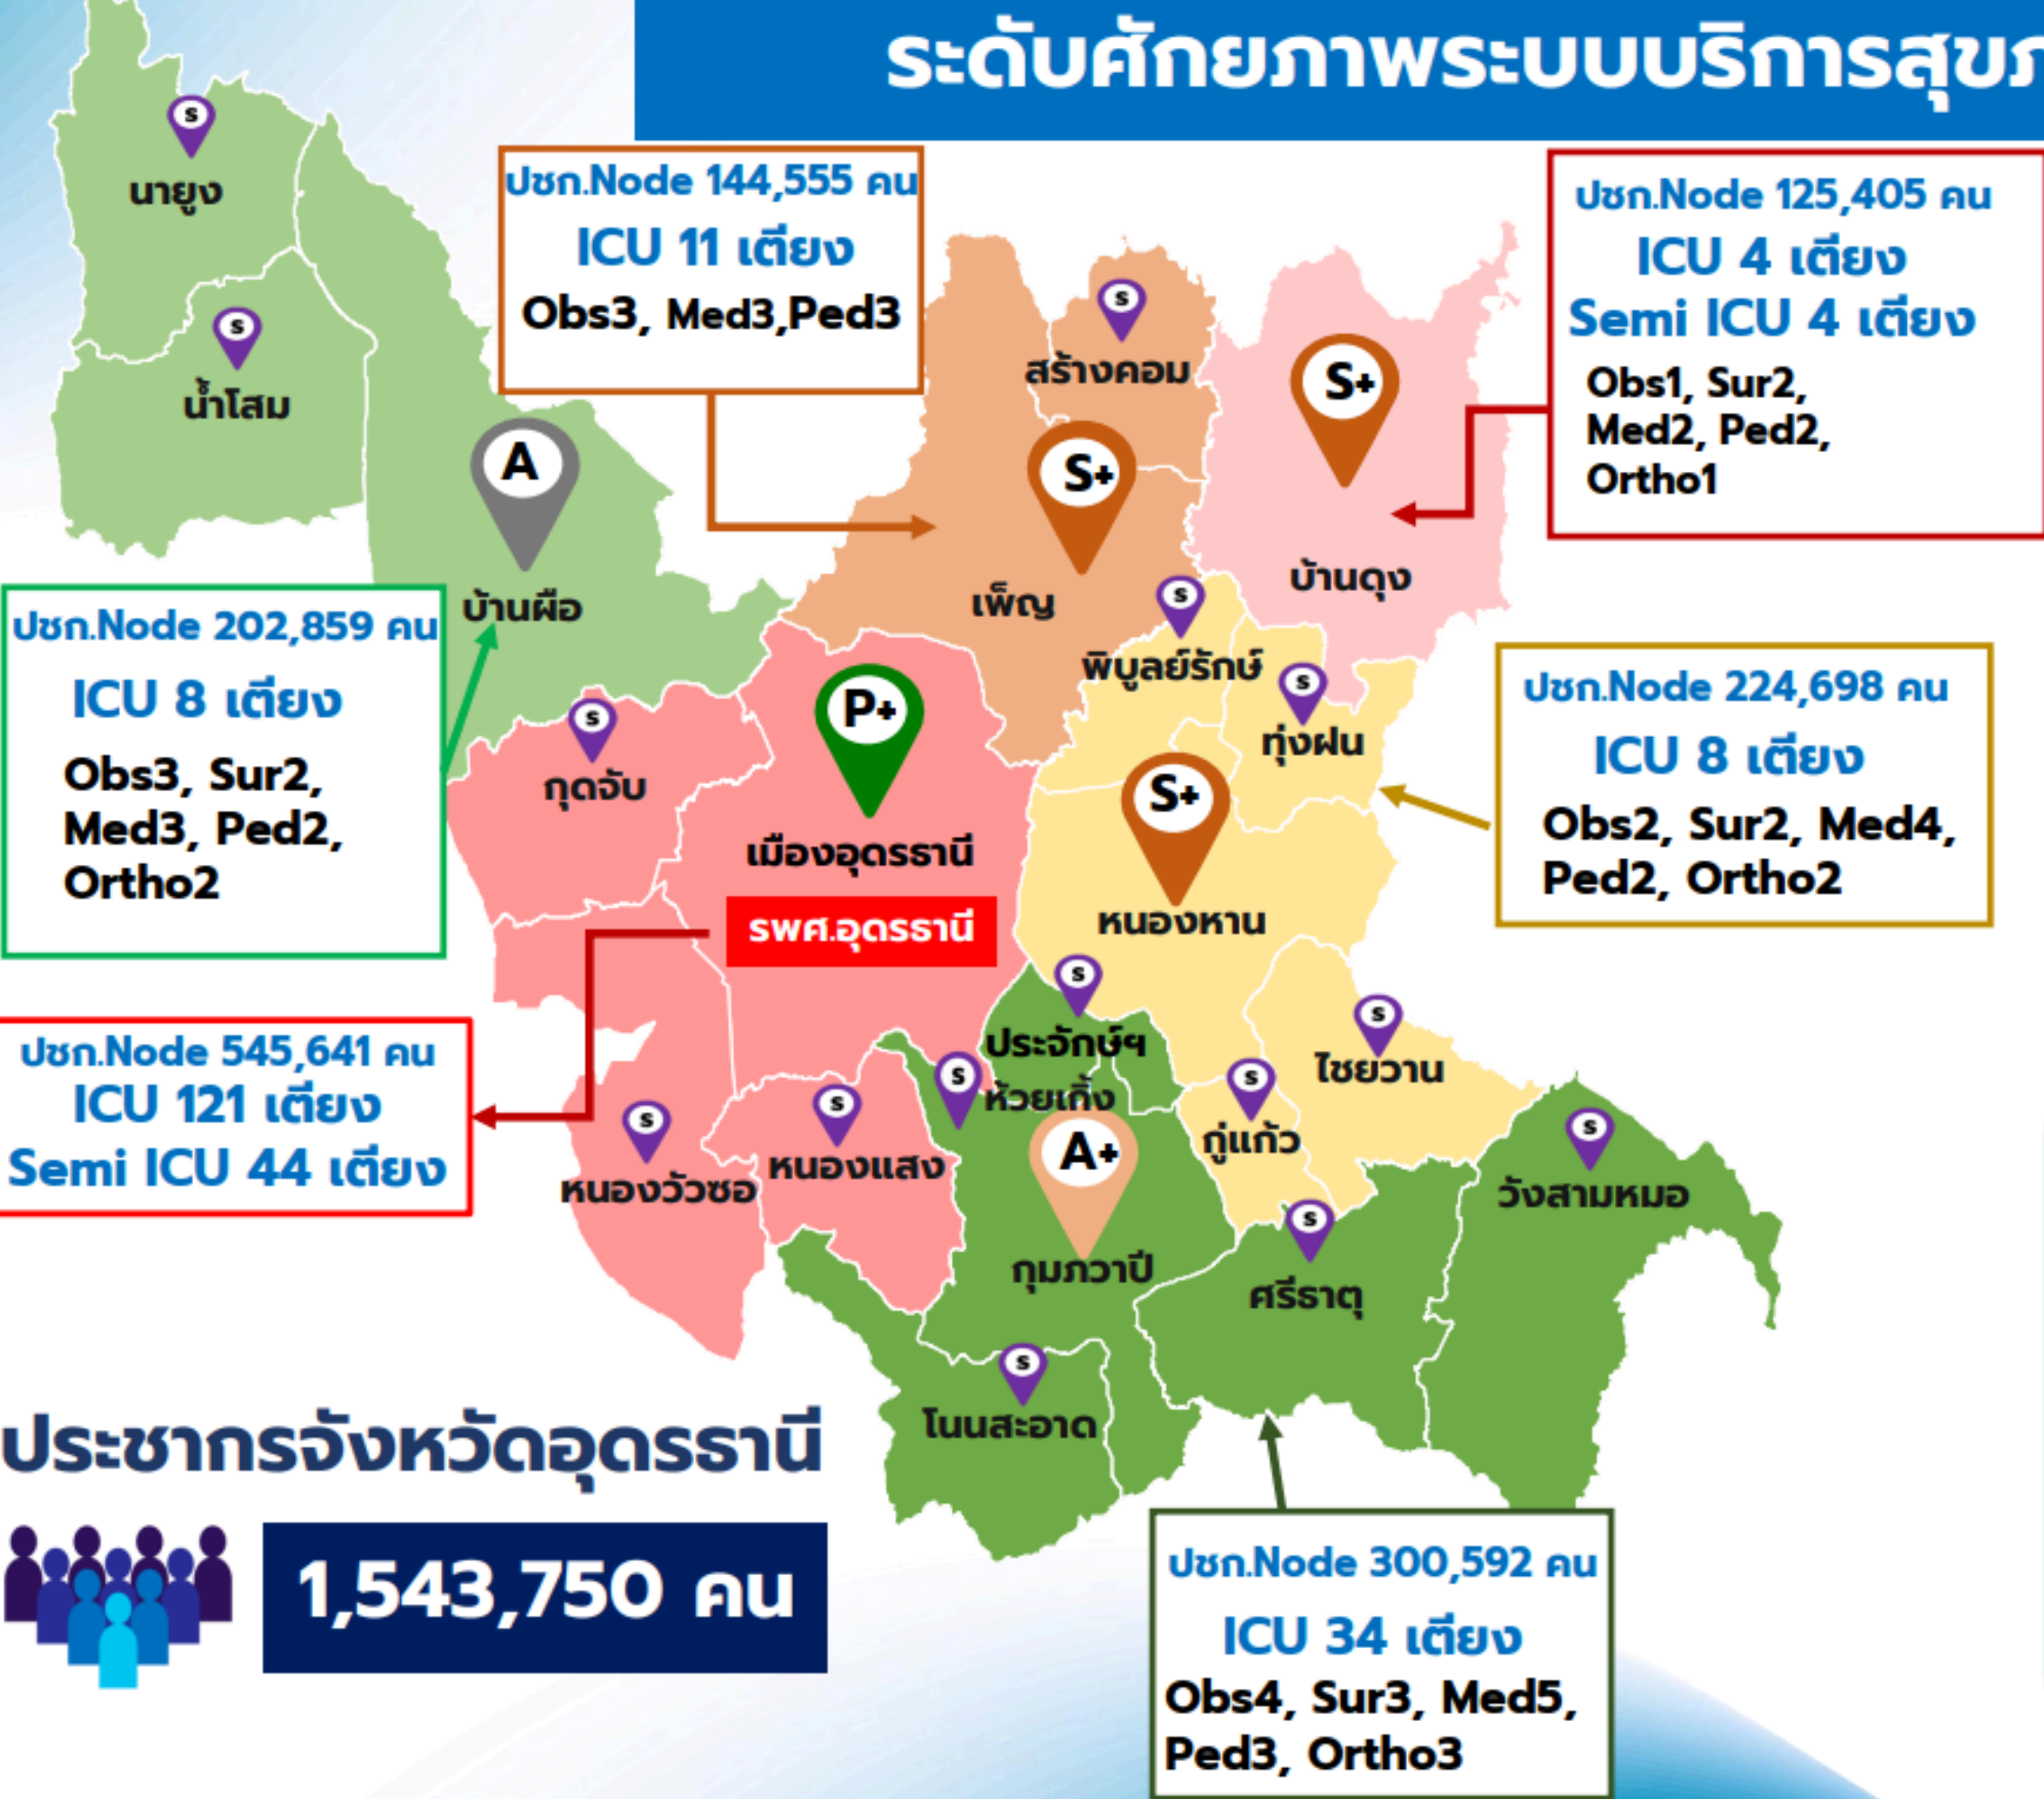 ระดับศักยภาพระบบบริการสุขภ
S
นายูง
ปชก.Node 144,555 คน
ICU 11 เตียง
Obs3, Med3,Ped3
ปชก.Node 125,405 คน
ICU 4 เตียง
Semi ICU 4 เตียง
Obs1, Sur2,
Med2, Ped2,
Ortho1
S
น้ำโสม
S
สร้างคอม
S+
บ้านดุง
A
บ้านผือ
S+
เพ็ญ
S
พิบูลย์รักษ์
S
ทุ่งฝน
ปชก.Node 202,859 คน
ICU 8 เตียง
Obs3, Sur2,
Med3, Ped2,
Ortho2
S
กุดจับ
P+
เมืองอุดรธานี
รพศ.อุดรธานี
S+
หนองหาน
ปชก.Node 224,698 คน
ICU 8 เตียง
Obs2, Sur2, Med4,
Ped2, Ortho2
ปชก.Node 545,641 คน
ICU 121 เตียง
Semi ICU 44 เตียง
S
ประจักษ์ฯ
S
ห้วยเกิ้ง
S
ไชยวาน
S
กู่แก้ว
S
หนองวัวซอ
S
หนองแสง
A+
กุมภวาปี
S
วังสามหมอ
S
ศรีธาตุ
S
โนนสะอาด
ประชากรจังหวัดอุดรธานี
1,543,750 คน
ปชก.Node 300,592 คน
ICU 34 เตียง
Obs4, Sur3, Med5,
Ped3, Ortho3